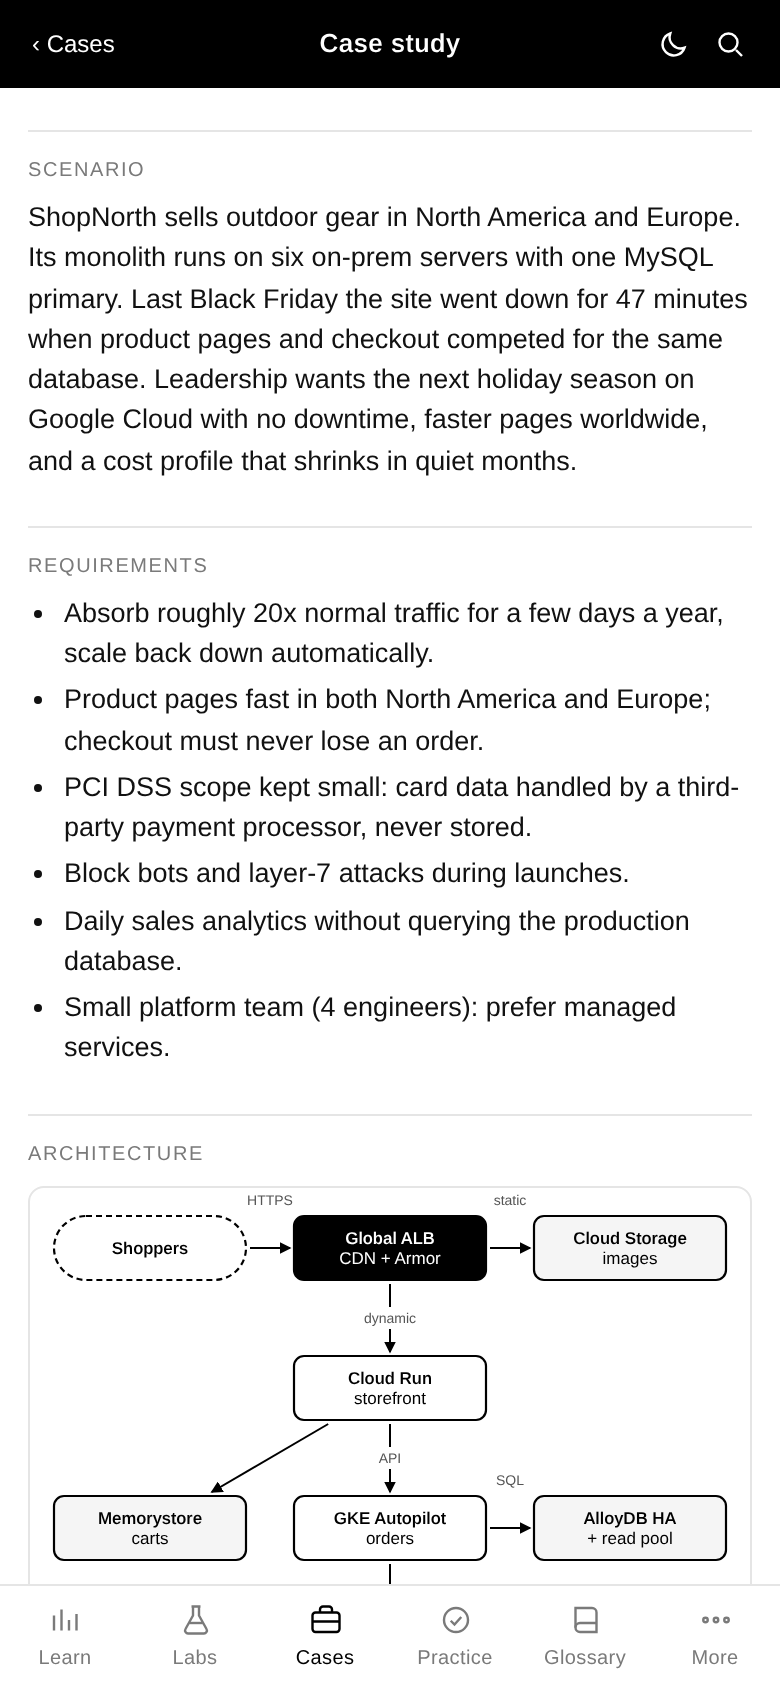 ‹ Cases
Case study
SCENARIO
ShopNorth sells outdoor gear in North America and Europe.
Its monolith runs on six on-prem servers with one MySQL
primary. Last Black Friday the site went down for 47 minutes
when product pages and checkout competed for the same
database. Leadership wants the next holiday season on
Google Cloud with no downtime, faster pages worldwide,
and a cost profile that shrinks in quiet months.
REQUIREMENTS
• Absorb roughly 20x normal traffic for a few days a year,
scale back down automatically.
• Product pages fast in both North America and Europe;
checkout must never lose an order.
• PCI DSS scope kept small: card data handled by a third-
party payment processor, never stored.
• Block bots and layer-7 attacks during launches.
• Daily sales analytics without querying the production
database.
• Small platform team (4 engineers): prefer managed
services.
ARCHITECTURE
HTTPS
static
Shoppers
Global ALB
CDN + Armor
Cloud Storage
images
dynamic
Cloud Run
storefront
API
SQL
Memorystore
carts
GKE Autopilot
orders
AlloyDB HA
+ read pool
Learn
Labs
Cases
Practice
Glossary
More